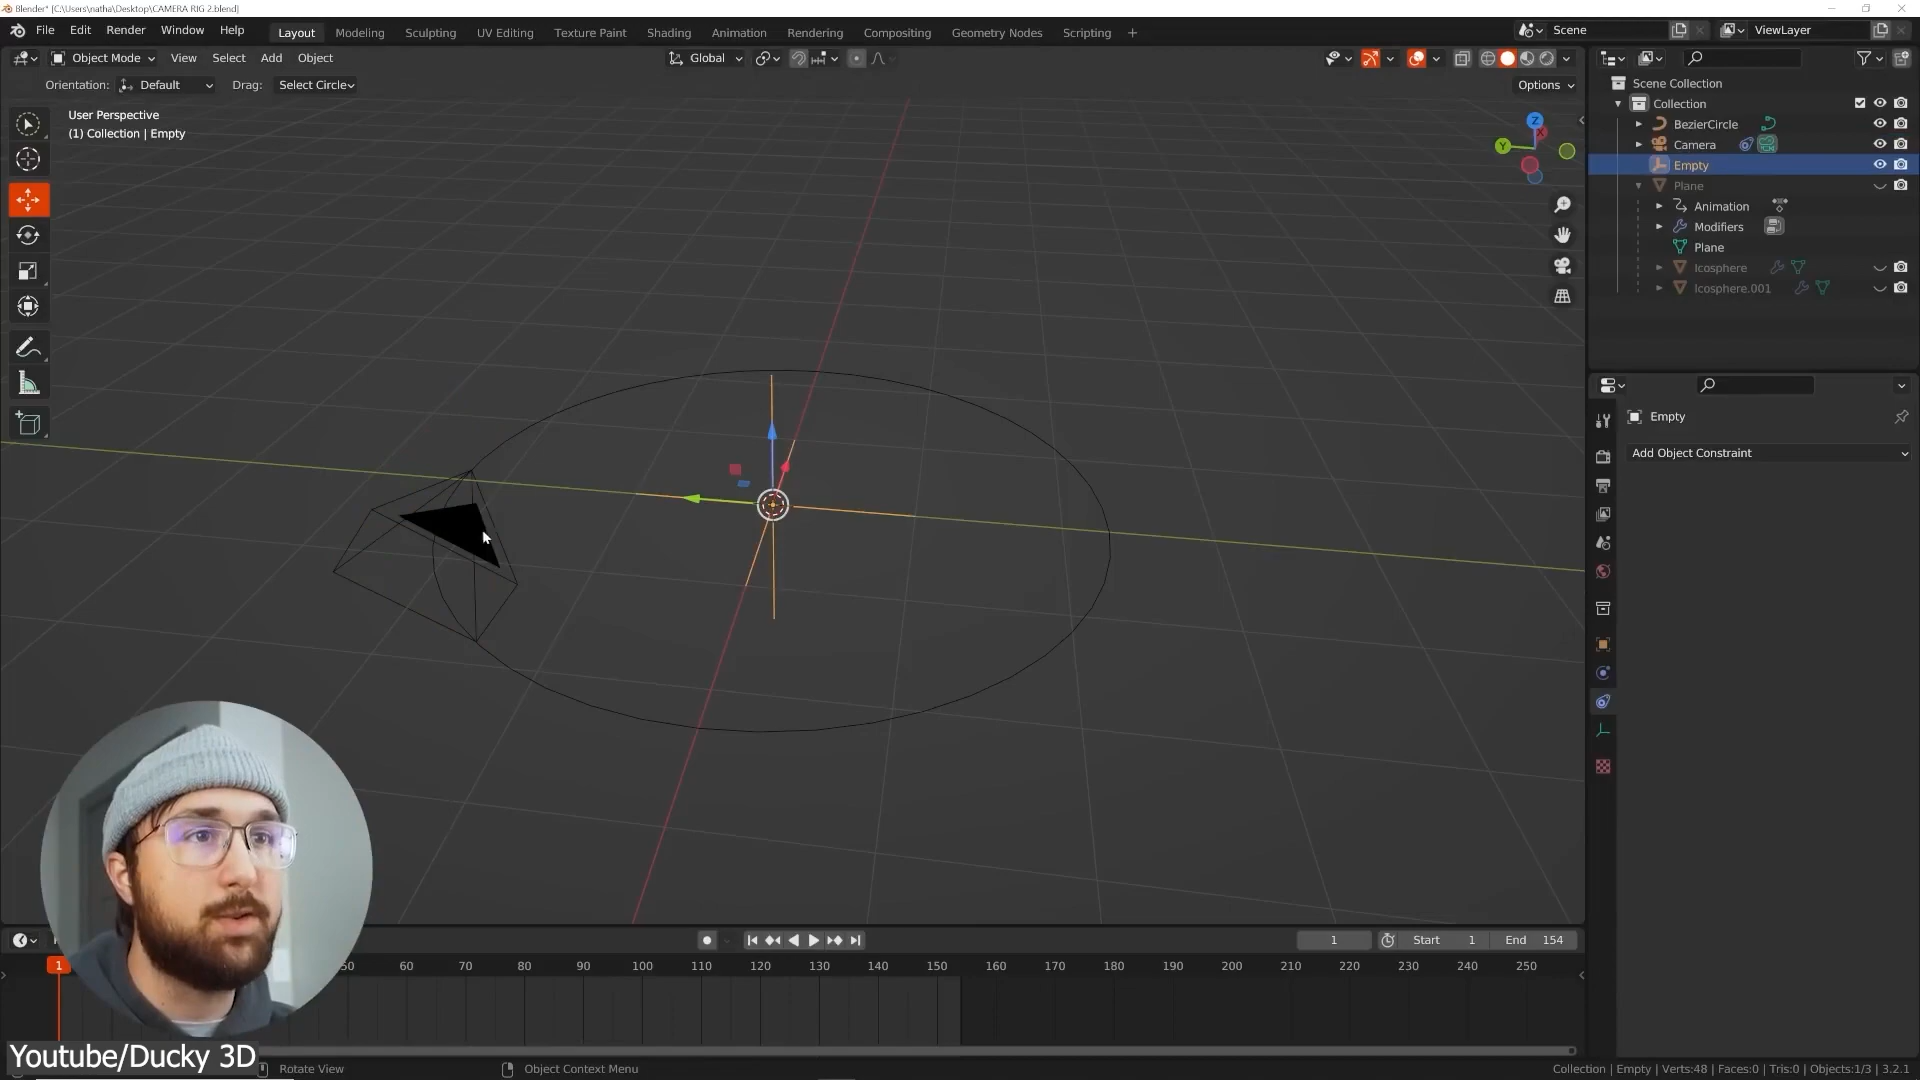 Blender* [C:\Users\natha\Desktop\CAMERA RIG 2.blend]
File Edit Render Window Help Layout Modeling Sculpting UV Editing Texture Paint Shading Animation Rendering Compositing Geometry Nodes Scripting + Scene ViewLayer
Object Mode View Select Add Object Global
Orientation: Default Drag: Select Circle Options
User Perspective
(1) Collection | Empty
Z
X
Y
Scene Collection
Collection
BezierCircle
Camera
Empty
Plane
Animation
Modifiers
Plane
Icosphere
Icosphere.001
Empty
Add Object Constraint
1 Start 1 End 154
1 50 60 70 80 90 100 110 120 130 140 150 160 170 180 190 200 210 220 230 240 250
Youtube/Ducky 3D
Rotate View Object Context Menu Collection | Empty | Verts:48 | Faces:0 | Tris:0 | Objects:1/3 | 3.2.1